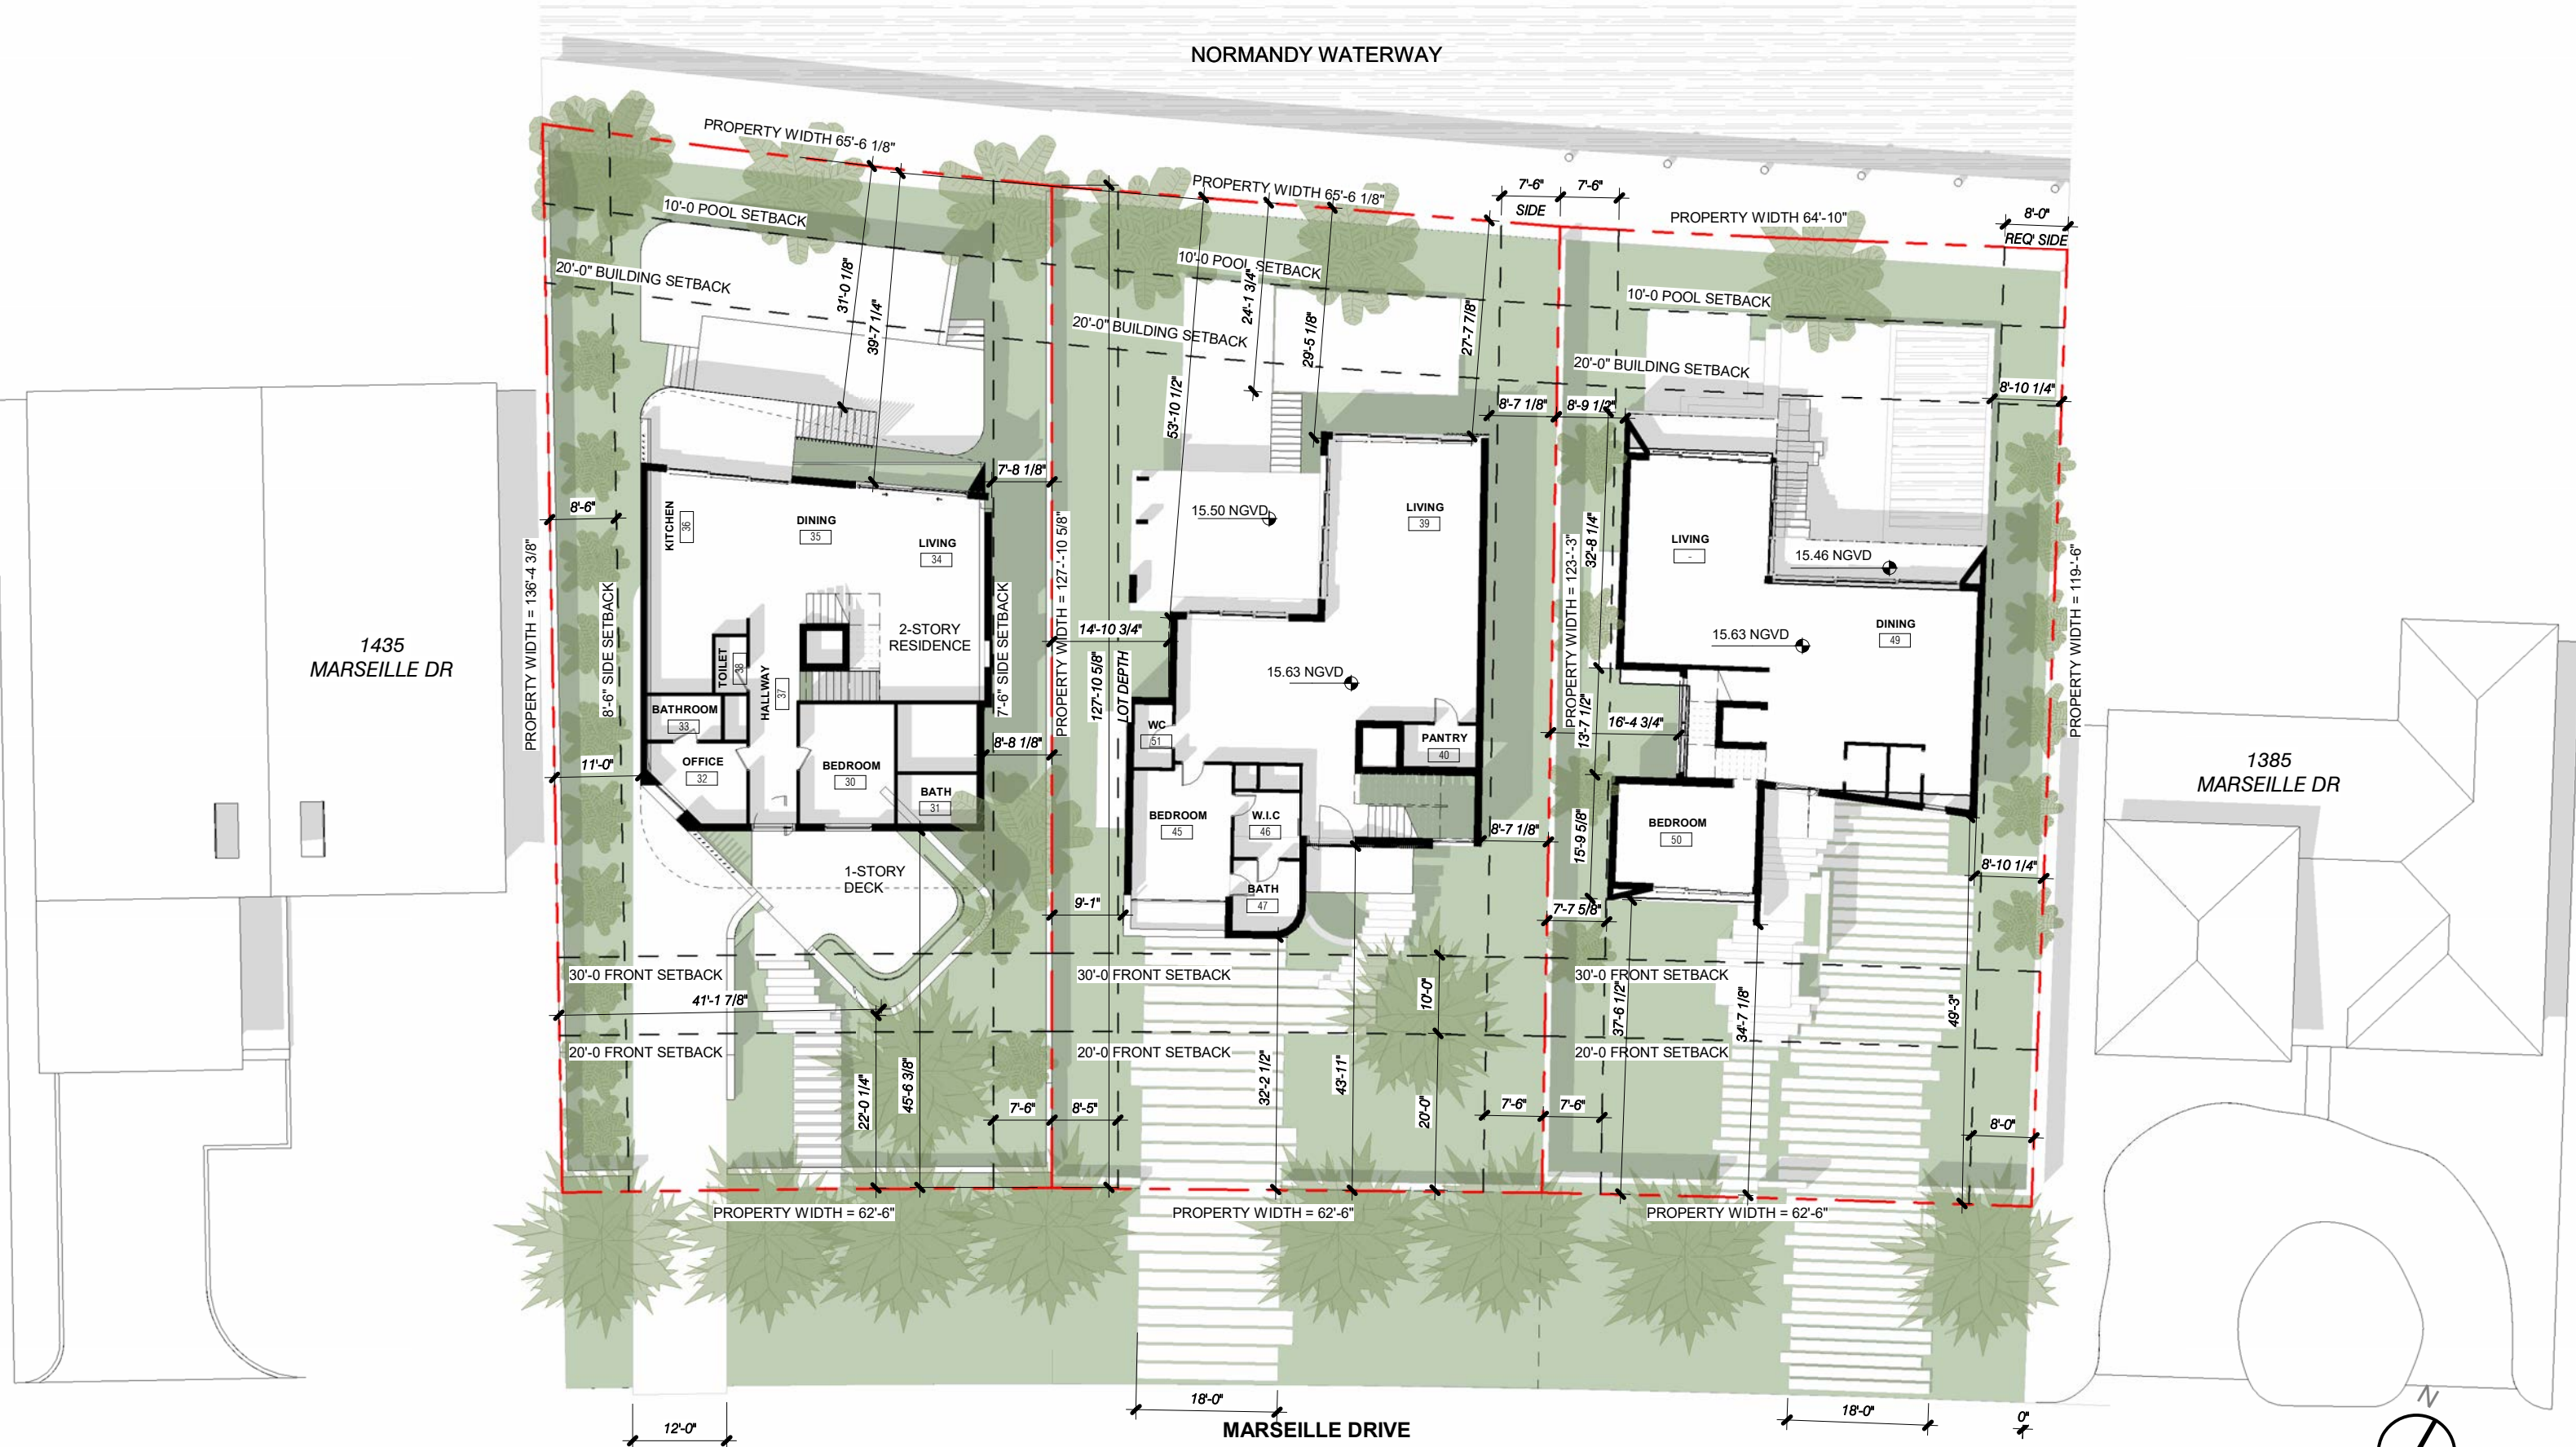 NORMANDY WATERWAY
PROPERTY WIDTH 65'-6 1/8"
PROPERTY WIDTH 65'-6 1/8"
7'-6"
7'-6"
SIDE
PROPERTY WIDTH 64'-10"
8'-0"
REQ' SIDE
10'-0 POOL SETBACK
10'-0 POOL SETBACK
10'-0 POOL SETBACK
20'-0" BUILDING SETBACK
20'-0" BUILDING SETBACK
20'-0" BUILDING SETBACK
31'-0 1/8"
39'-7 1/4"
24'-1 3/4"
29'-5 1/8"
27'-7 7/8"
53'-10 1/2"
8'-7 1/8"
8'-9 1/2"
8'-10 1/4"
7'-8 1/8"
8'-6"
KITCHEN
36
DINING
35
LIVING
34
15.50 NGVD
LIVING
39
LIVING
-
15.46 NGVD
32'-8 1/4"
PROPERTY WIDTH = 136'-4 3/8"
8'-6" SIDE SETBACK
7'-6" SIDE SETBACK
PROPERTY WIDTH = 127'-10 5/8"
127'-10 5/8"
LOT DEPTH
PROPERTY WIDTH = 123'-'-3"
PROPERTY WIDTH = 119-'-6"
1435
MARSEILLE DR
2-STORY
RESIDENCE
14'-10 3/4"
15.63 NGVD
15.63 NGVD
DINING
49
TOILET
38
HALLWAY
37
BATHROOM
33
WC
51
PANTRY
40
16'-4 3/4"
13'-7 1/2"
8'-8 1/8"
11'-0"
OFFICE
32
BEDROOM
30
BATH
31
1385
MARSEILLE DR
BEDROOM
45
W.I.C
46
8'-7 1/8"
15'-9 5/8"
BEDROOM
50
8'-10 1/4"
1-STORY
DECK
BATH
47
9'-1"
7'-7 5/8"
30'-0 FRONT SETBACK
30'-0 FRONT SETBACK
30'-0 FRONT SETBACK
41'-1 7/8"
10'-0"
37'-6 1/2"
34'-7 1/8"
49'-3"
20'-0 FRONT SETBACK
20'-0 FRONT SETBACK
20'-0 FRONT SETBACK
22'-0 1/4"
45'-6 3/8"
32'-2 1/2"
43'-11"
20'-0"
7'-6"
8'-5"
7'-6"
7'-6"
8'-0"
PROPERTY WIDTH = 62'-6"
PROPERTY WIDTH = 62'-6"
PROPERTY WIDTH = 62'-6"
12'-0"
18'-0"
18'-0"
0"
N
MARSEILLE DRIVE